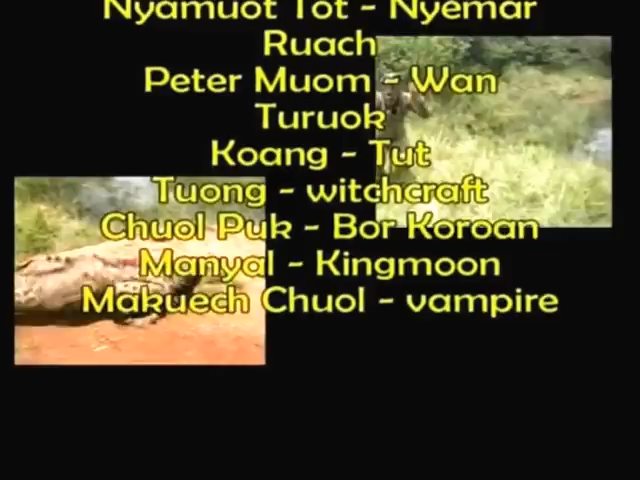 Nyamuot Tot - Nyemar
Ruach
Peter Muom - Wan
Turuok
Koang - Tut
Tuong - witchcraft
Chuol Puk - Bor Koroan
Manyal - Kingmoon
Makuech Chuol - vampire